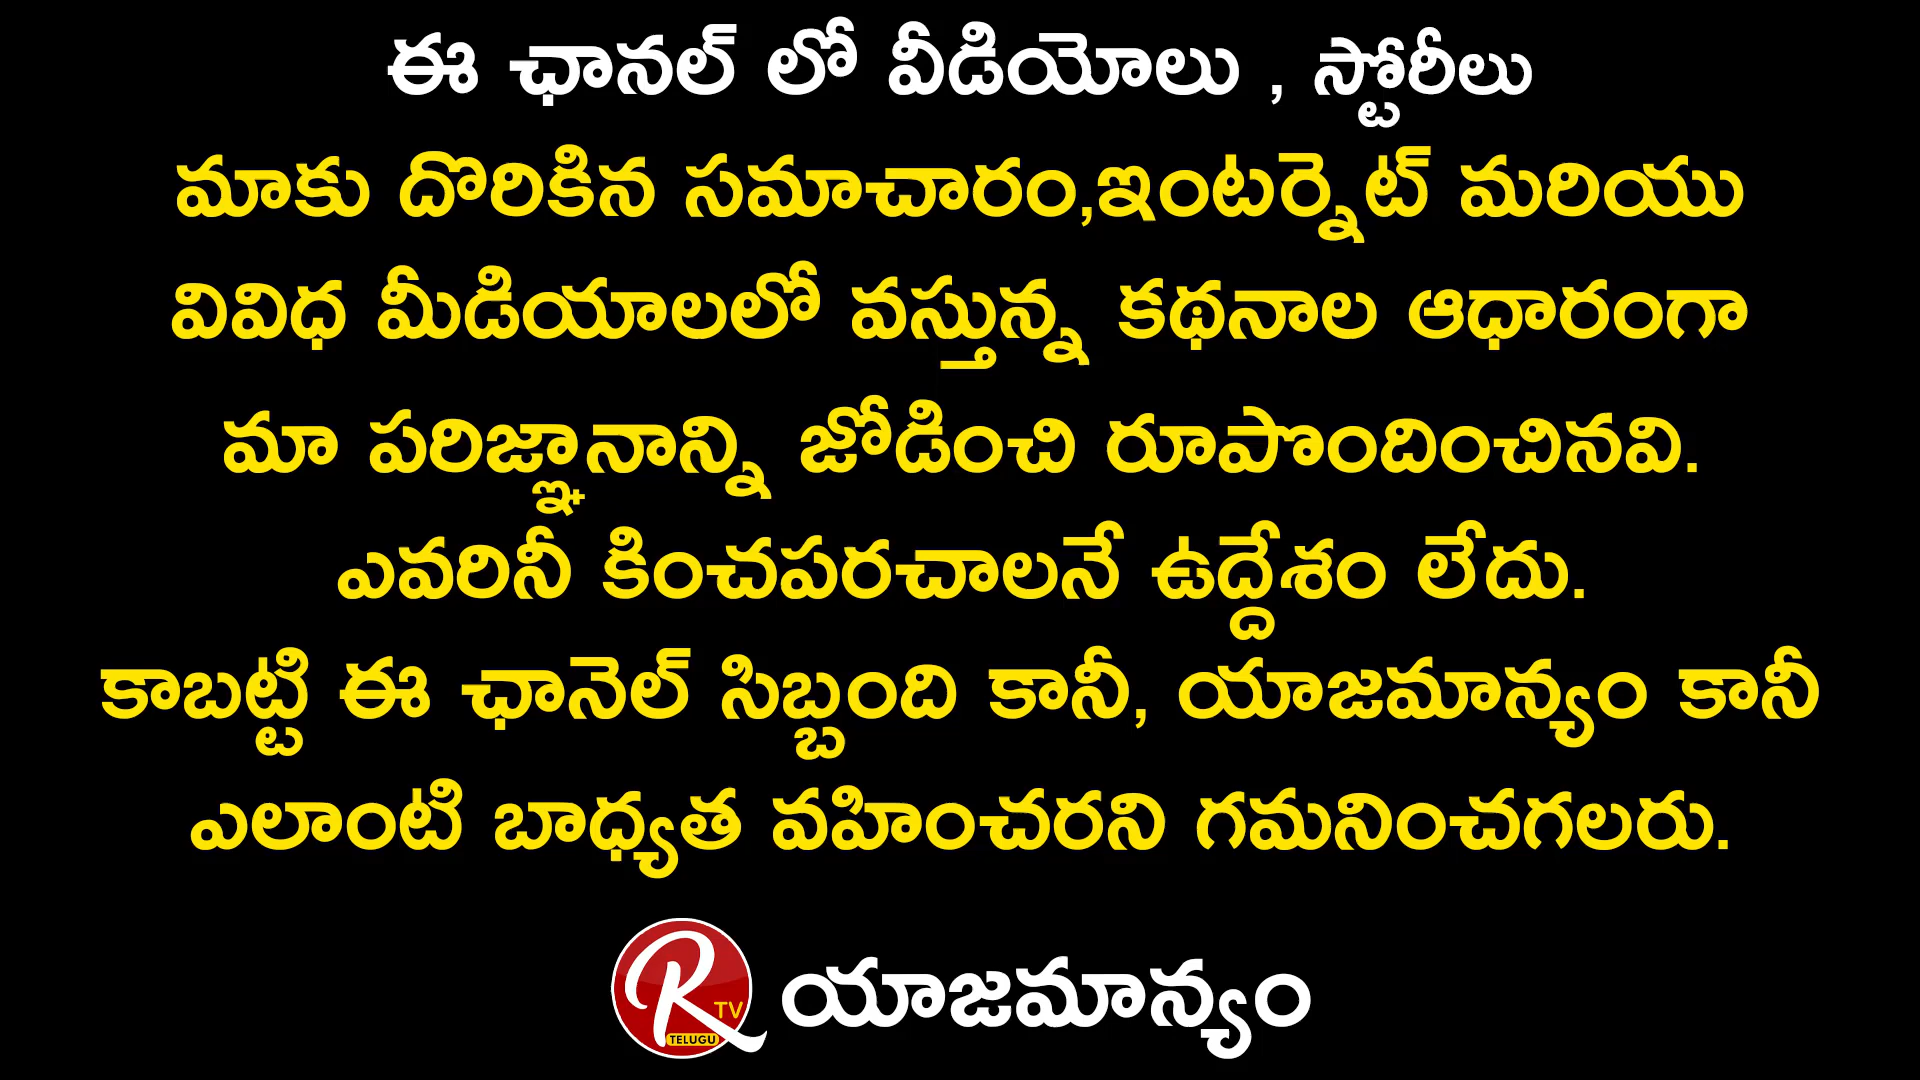 ఈ ఛానల్ లో వీడియోలు , స్టోరీలు
మాకు దొరికిన సమాచారం,ఇంటర్నెట్ మరియు
వివిధ మీడియాలలో వస్తున్న కథనాల ఆధారంగా
మా పరిజ్ఞానాన్ని జోడించి రూపొందించినవి.
ఎవరినీ కించపరచాలనే ఉద్దేశం లేదు.
కాబట్టి ఈ ఛానెల్ సిబ్బంది కానీ, యాజమాన్యం కానీ
ఎలాంటి బాధ్యత వహించరని గమనించగలరు.
R TV TELUGU యాజమాన్యం